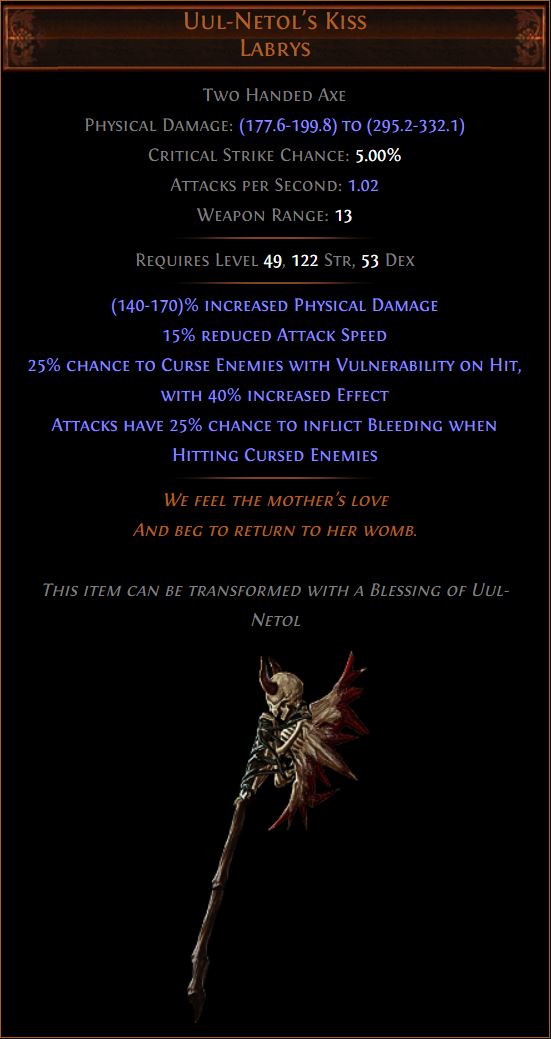 Uul-Netol's Kiss
Labrys
Two Handed Axe
Physical Damage: (177.6-199.8) to (295.2-332.1)
Critical Strike Chance: 5.00%
Attacks per Second: 1.02
Weapon Range: 13
Requires Level 49, 122 Str, 53 Dex
(140-170)% increased Physical Damage
15% reduced Attack Speed
25% chance to Curse Enemies with Vulnerability on Hit,
with 40% increased Effect
Attacks have 25% chance to inflict Bleeding when
Hitting Cursed Enemies
We feel the mother's love
And beg to return to her womb.
This item can be transformed with a Blessing of Uul-
Netol